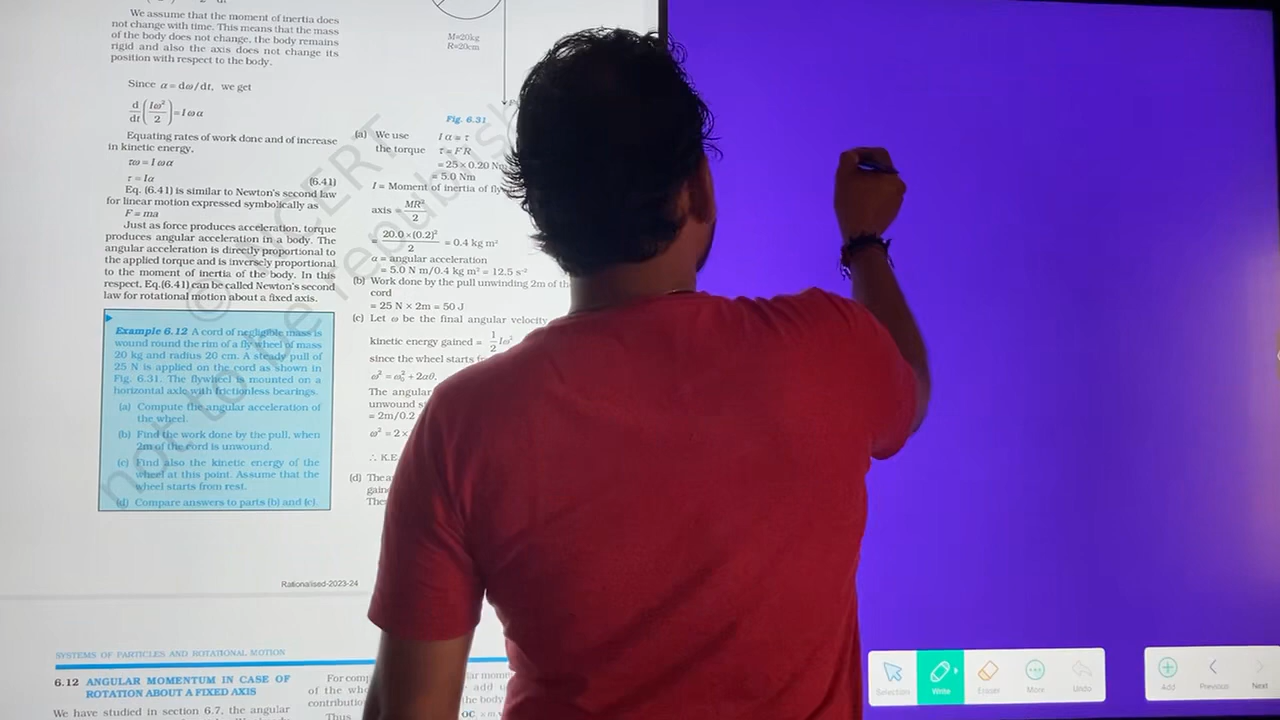 We assume that the moment of inertia does
not change with time. This means that the mass
of the body does not change, the body remains
rigid and also the axis does not change its
position with respect to the body.
Since α = dω/dt, we get
d/dt (Iω²/2) = I ω α
Equating rates of work done and of increase
in kinetic energy,
τω = I ω α
τ = Iα (6.41)
Eq. (6.41) is similar to Newton's second law
for linear motion expressed symbolically as
F = ma
Just as force produces acceleration, torque
produces angular acceleration in a body. The
angular acceleration is directly proportional to
the applied torque and is inversely proportional
to the moment of inertia of the body. In this
respect, Eq.(6.41) can be called Newton's second
law for rotational motion about a fixed axis.
Example 6.12 A cord of negligible mass is
wound round the rim of a fly wheel of mass
20 kg and radius 20 cm. A steady pull of
25 N is applied on the cord as shown in
Fig. 6.31. The flywheel is mounted on a
horizontal axle with frictionless bearings.
(a) Compute the angular acceleration of
the wheel.
(b) Find the work done by the pull, when
2m of the cord is unwound.
(c) Find also the kinetic energy of the
wheel at this point. Assume that the
wheel starts from rest.
(d) Compare answers to parts (b) and (c).
M=20kg
R=20cm
Fig. 6.31
(a) We use I α = τ
the torque τ = F R
= 25 × 0.20 Nm
= 5.0 Nm
I = Moment of inertia of
axis = MR²/2
= 20.0 × (0.2)²/2 = 0.4 kg m²
α = angular acceleration
= 5.0 N m/0.4 kg m² = 12.5 s⁻²
(b) Work done by the pull unwinding 2m of the
cord
= 25 N × 2m = 50 J
(c) Let ω be the final angular velocity
kinetic energy gained = 1/2 Iω²
since the wheel starts
ω² = ω₀² + 2αθ,
The angular
unwound
= 2m/0.2
ω² = 2 ×
∴ K.E.
(d) The
© NCERT
not to be republished
Rationalised-2023-24
SYSTEMS OF PARTICLES AND ROTATIONAL MOTION
6.12 ANGULAR MOMENTUM IN CASE OF
ROTATION ABOUT A FIXED AXIS
We have studied in section 6.7, the angular
For
of the
Thus
add
the body
OC
Selection
Write
Eraser
More
Undo
Add
Previous
Next